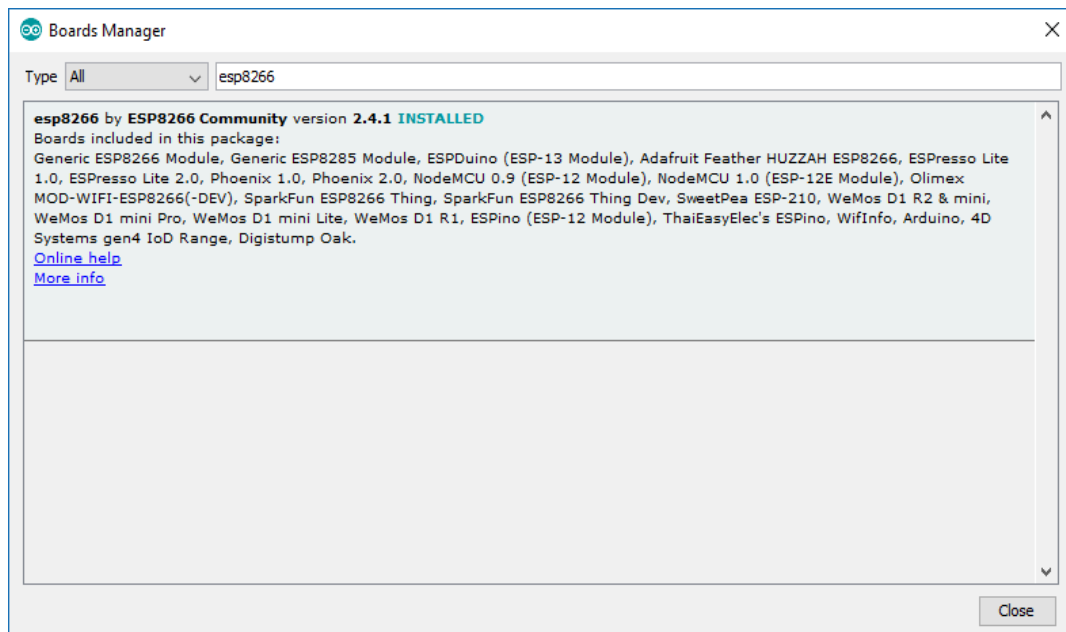 Boards Manager
Type All esp8266
esp8266 by ESP8266 Community version 2.4.1 INSTALLED
Boards included in this package:
Generic ESP8266 Module, Generic ESP8285 Module, ESPDuino (ESP-13 Module), Adafruit Feather HUZZAH ESP8266, ESPresso Lite
1.0, ESPresso Lite 2.0, Phoenix 1.0, Phoenix 2.0, NodeMCU 0.9 (ESP-12 Module), NodeMCU 1.0 (ESP-12E Module), Olimex
MOD-WIFI-ESP8266(-DEV), SparkFun ESP8266 Thing, SparkFun ESP8266 Thing Dev, SweetPea ESP-210, WeMos D1 R2 & mini,
WeMos D1 mini Pro, WeMos D1 mini Lite, WeMos D1 R1, ESPino (ESP-12 Module), ThaiEasyElec's ESPino, WifInfo, Arduino, 4D
Systems gen4 IoD Range, Digistump Oak.
Online help
More info
Close